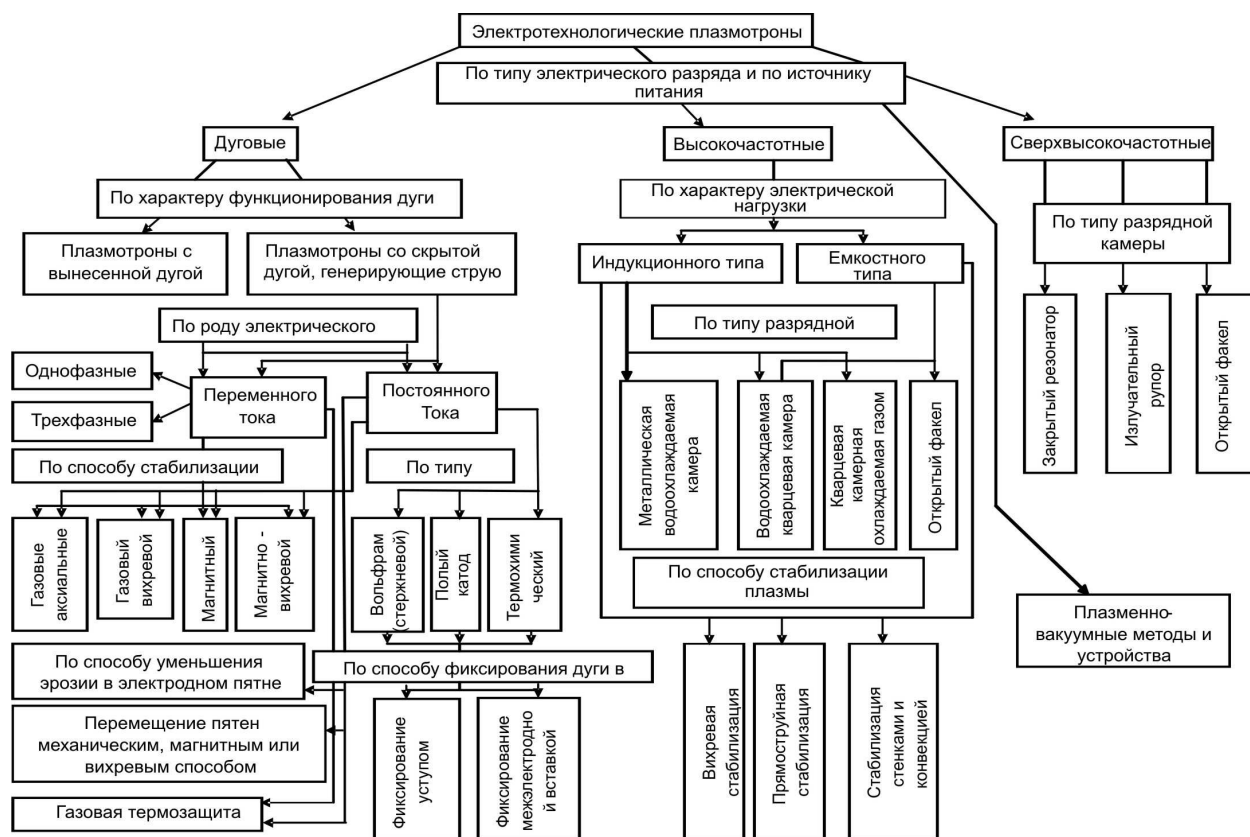 Электротехнологические плазмотроны
По типу электрического разряда и по источнику
питания
Дуговые
Высокочастотные
Сверхвысокочастотные
По характеру функционирования дуги
По характеру электрической
нагрузки
По типу разрядной
камеры
Плазмотроны с
вынесенной дугой
Плазмотроны со скрытой
дугой, генерирующие струю
Индукционного типа
Емкостного
типа
По роду электрического
По типу разрядной
Закрытый резонатор
Излучательный
рупор
Открытый факел
Однофазные
Трехфазные
Переменного
тока
Постоянного
Тока
Металлическая
водоохлаждаемая
камера
Водоохлаждаемая
кварцевая камера
Кварцевая
камерная
охлаждаемая газом
Открытый факел
По способу стабилизации
По типу
Газовые
аксиальные
Газовый
вихревой
Магнитный
Магнитно -
вихревой
Вольфрам
(стержневой)
Полый
катод
Термохими
ческий
По способу стабилизации
плазмы
Плазменно-
вакуумные методы и
устройства
По способу уменьшения
эрозии в электродном пятне
По способу фиксирования дуги в
Перемещение пятен
механическим, магнитным или
вихревым способом
Газовая термозащита
Фиксирование
уступом
Фиксирование
межэлектродно
й вставкой
Вихревая
стабилизация
Прямоструйная
стабилизация
Стабилизация
стенками и
конвекцией